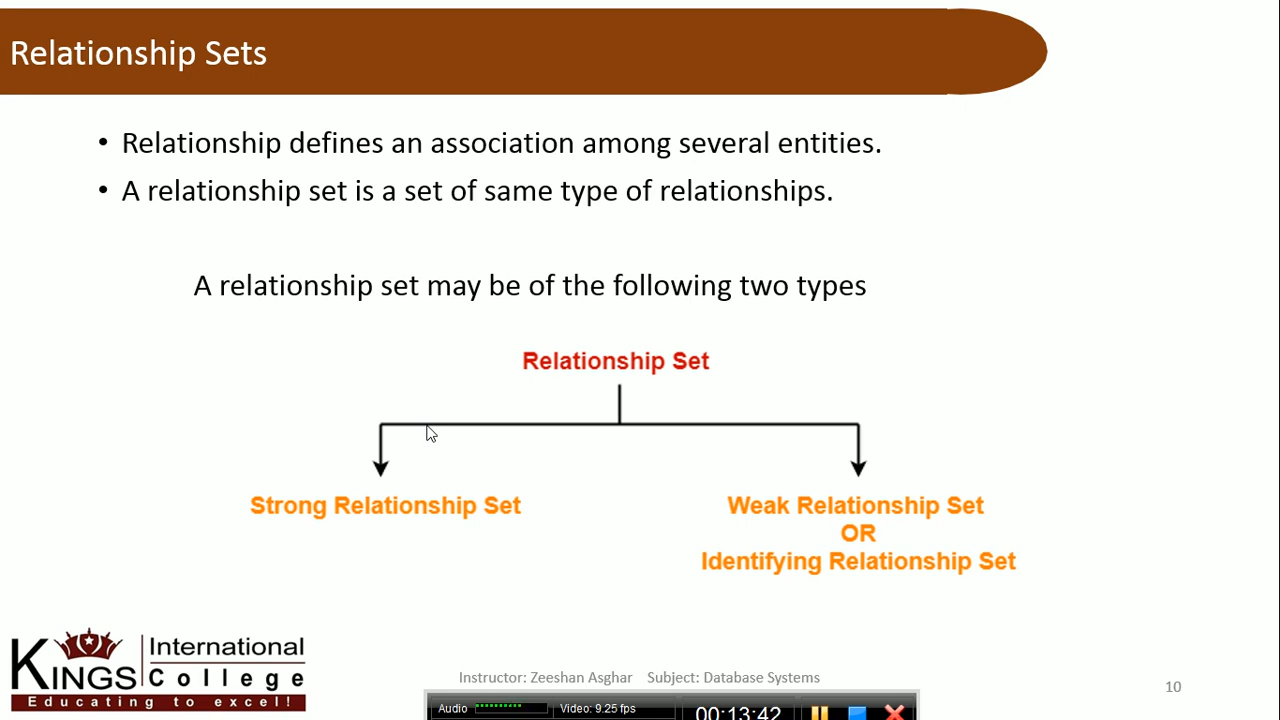 Relationship Sets
• Relationship defines an association among several entities.
• A relationship set is a set of same type of relationships.
A relationship set may be of the following two types
Relationship Set
Strong Relationship Set
Weak Relationship Set
OR
Identifying Relationship Set
KINGS International College
Educating to excel!
Instructor: Zeeshan Asghar Subject: Database Systems
10
Audio Video: 9.25 fps 00:13:42